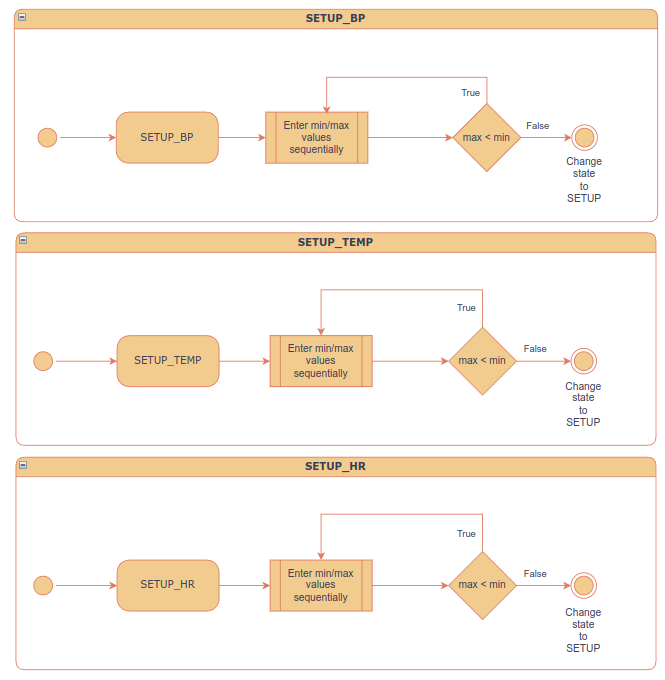 SETUP_BP
True
Enter min/max
values
sequentially
SETUP_BP
max < min
False
Change
state
to
SETUP
SETUP_TEMP
True
Enter min/max
values
sequentially
SETUP_TEMP
max < min
False
Change
state
to
SETUP
SETUP_HR
True
Enter min/max
values
sequentially
SETUP_HR
max < min
False
Change
state
to
SETUP